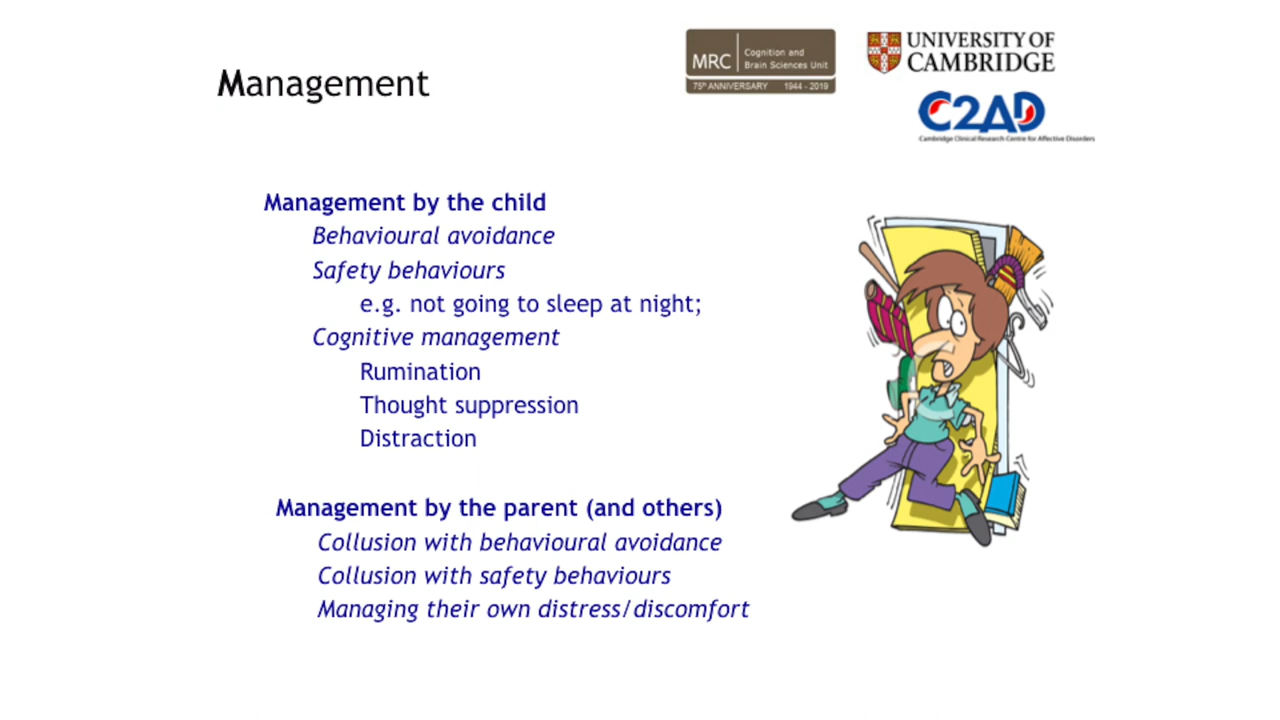 MRC Cognition and
Brain Sciences Unit
75th ANNIVERSARY 1944 - 2019
UNIVERSITY OF
CAMBRIDGE
C2AD
Cambridge Clinical Research Centre for Affective Disorders
Management
Management by the child
Behavioural avoidance
Safety behaviours
e.g. not going to sleep at night;
Cognitive management
Rumination
Thought suppression
Distraction
Management by the parent (and others)
Collusion with behavioural avoidance
Collusion with safety behaviours
Managing their own distress/discomfort